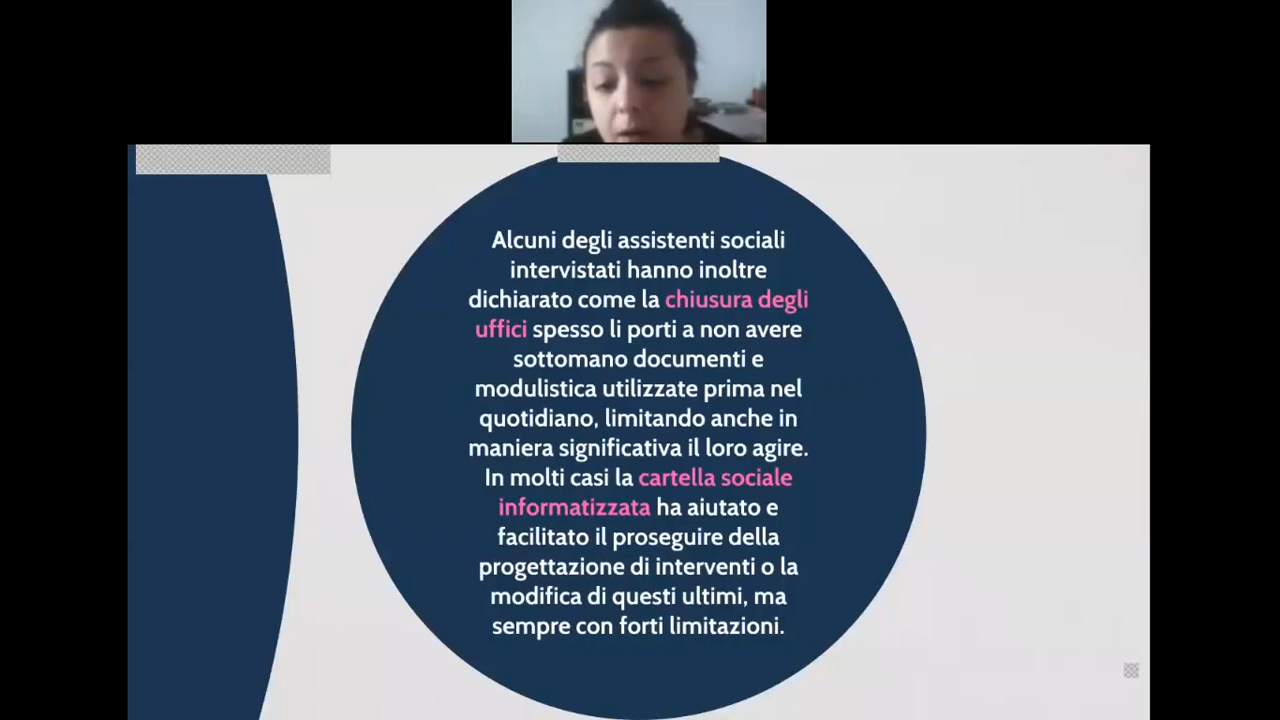 Alcuni degli assistenti sociali
intervistati hanno inoltre
dichiarato come la chiusura degli
uffici spesso li porti a non avere
sottomano documenti e
modulistica utilizzate prima nel
quotidiano, limitando anche in
maniera significativa il loro agire.
In molti casi la cartella sociale
informatizzata ha aiutato e
facilitato il proseguire della
progettazione di interventi o la
modifica di questi ultimi, ma
sempre con forti limitazioni.